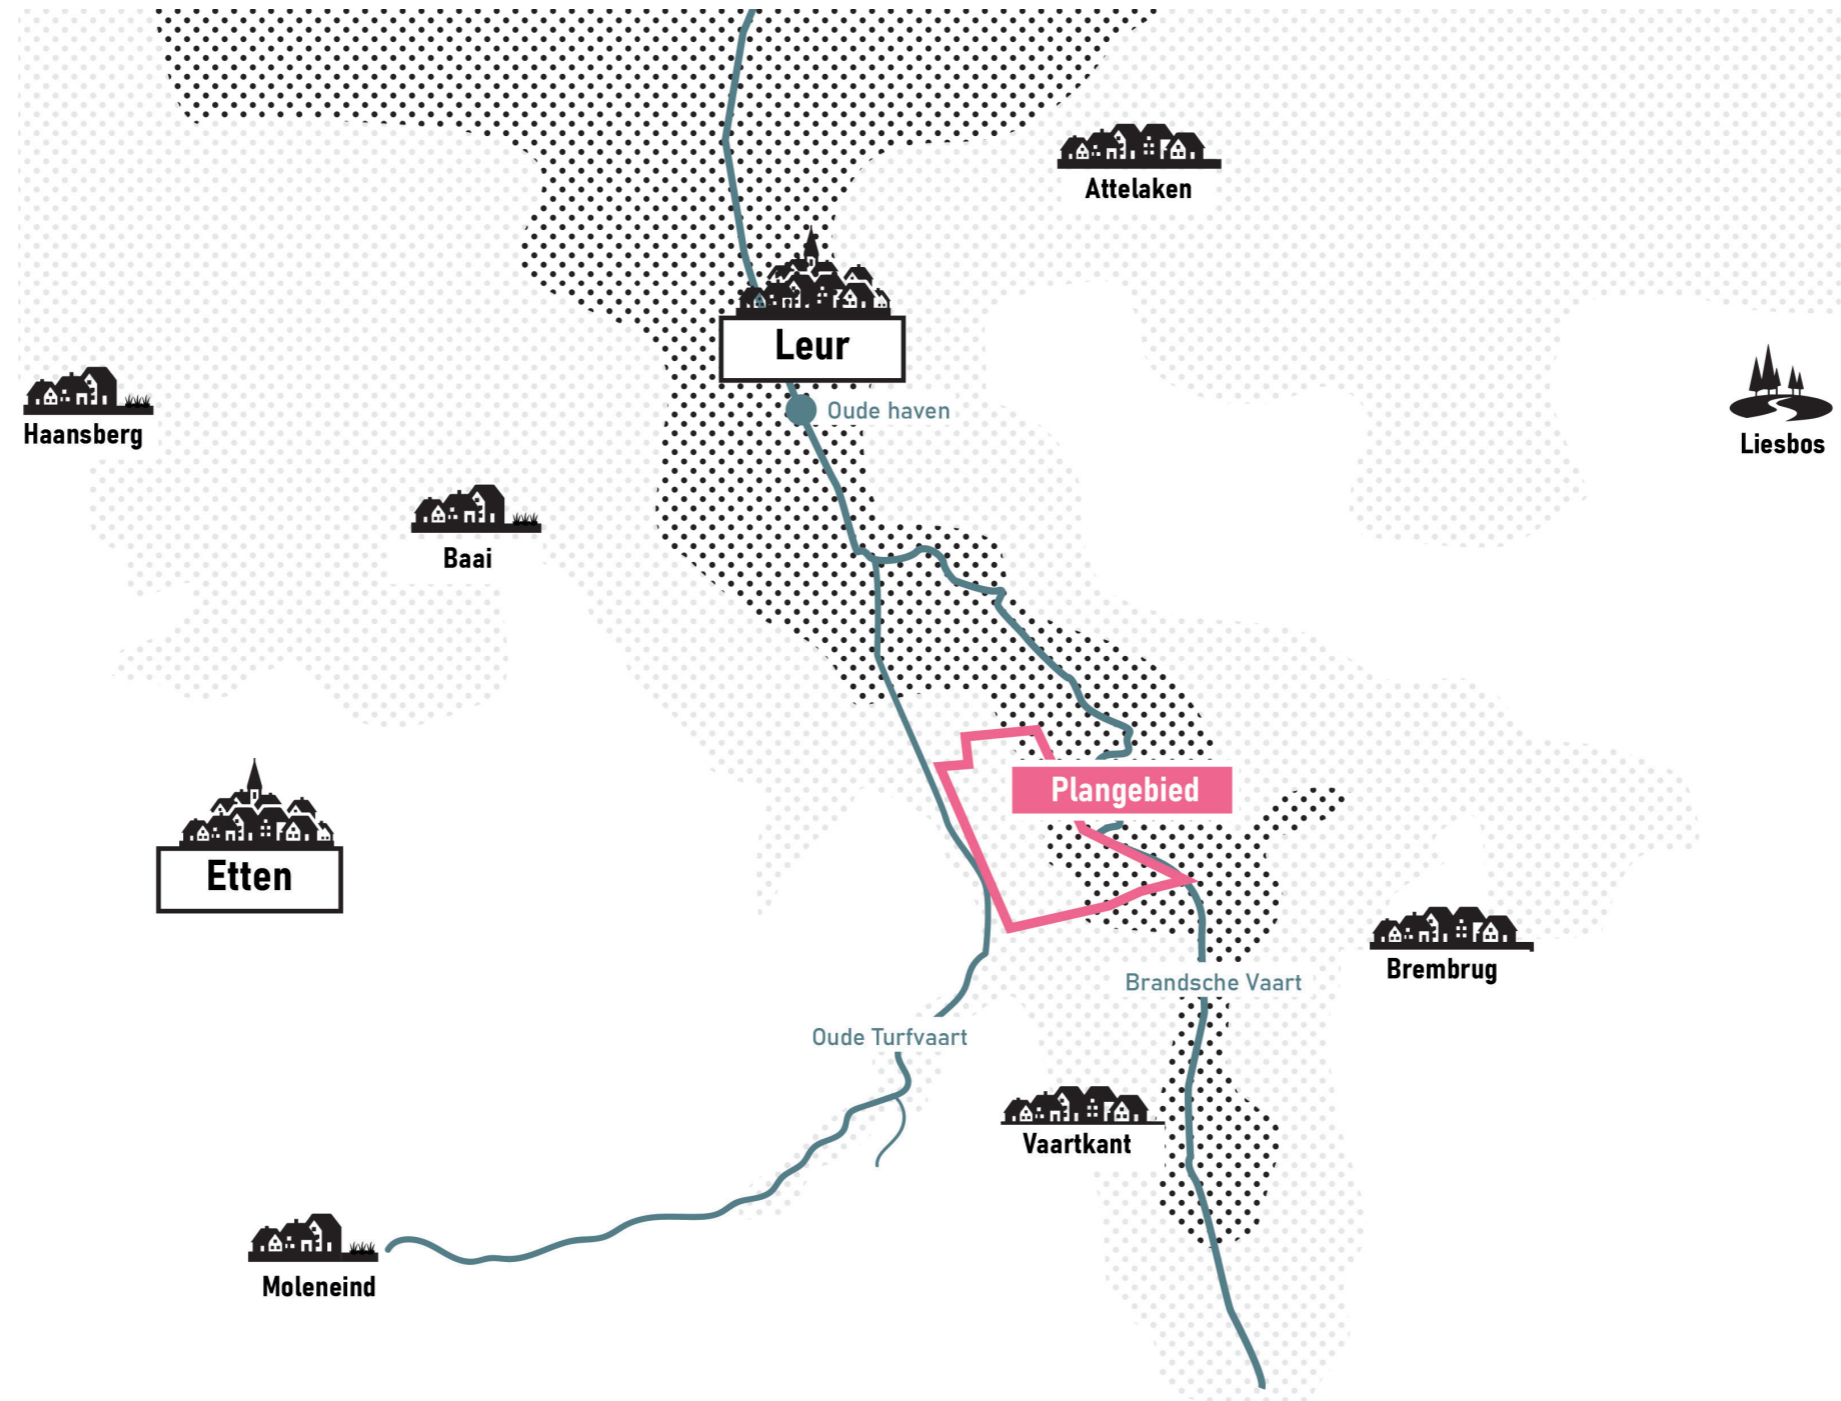 Attelaken
Leur
Oude haven
Haansberg
Liesbos
Baai
Plangebied
Etten
Brembrug
Brandsche Vaart
Oude Turfvaart
Vaartkant
Moleneind